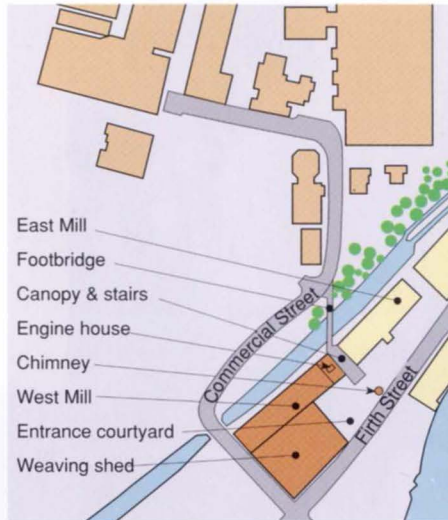 East Mill
Footbridge
Canopy & stairs
Engine house
Chimney
West Mill
Entrance courtyard
Weaving shed
Commercial Street
Firth Street